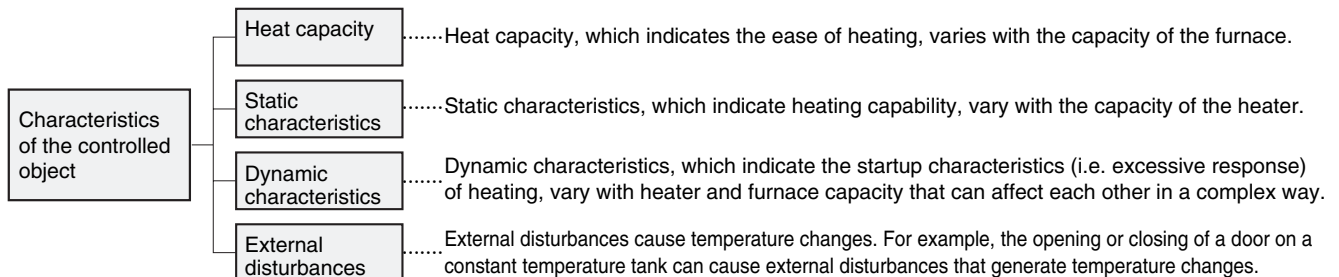 Characteristics
of the controlled
object
Heat capacity
.......Heat capacity, which indicates the ease of heating, varies with the capacity of the furnace.
Static
characteristics
.......Static characteristics, which indicate heating capability, vary with the capacity of the heater.
Dynamic
characteristics
.......Dynamic characteristics, which indicate the startup characteristics (i.e. excessive response)
of heating, vary with heater and furnace capacity that can affect each other in a complex way.
External
disturbances
.......External disturbances cause temperature changes. For example, the opening or closing of a door on a
constant temperature tank can cause external disturbances that generate temperature changes.